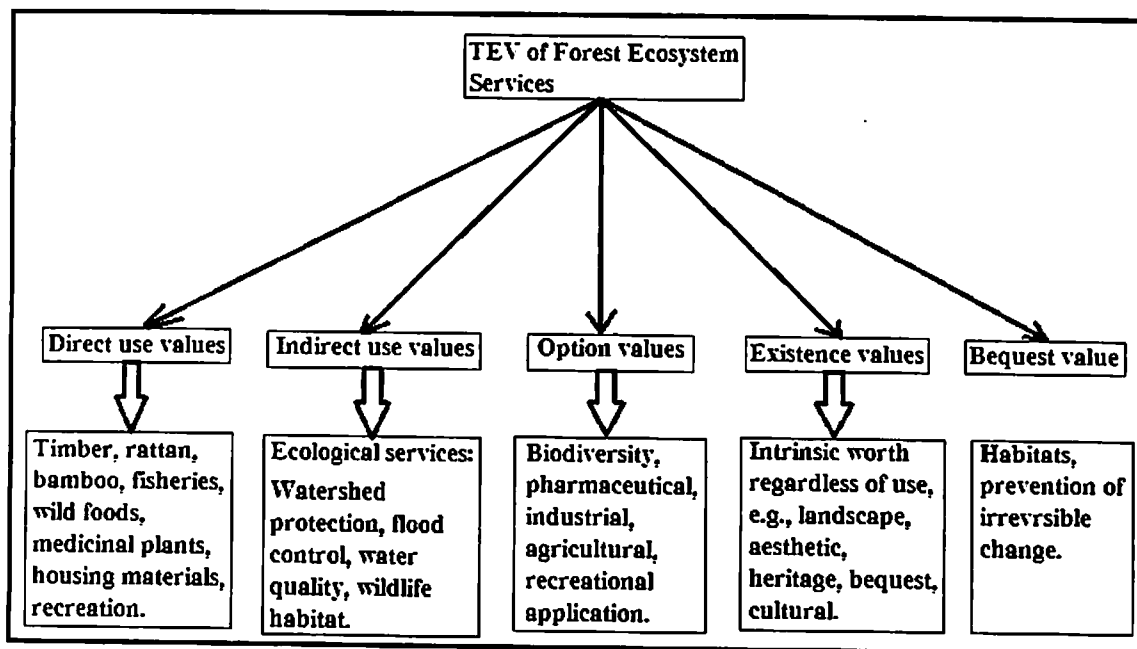 TEV of Forest Ecosystem
Services
Direct use values
Indirect use values
Option values
Existence values
Bequest value
Timber, rattan,
bamboo, fisheries,
wild foods,
medicinal plants,
housing materials,
recreation.
Ecological services:
Watershed
protection, flood
control, water
quality, wildlife
habitat.
Biodiversity,
pharmaceutical,
industrial,
agricultural,
recreational
application.
Intrinsic worth
regardless of use,
e.g., landscape,
aesthetic,
heritage, bequest,
cultural.
Habitats,
prevention of
irrevrsible
change.